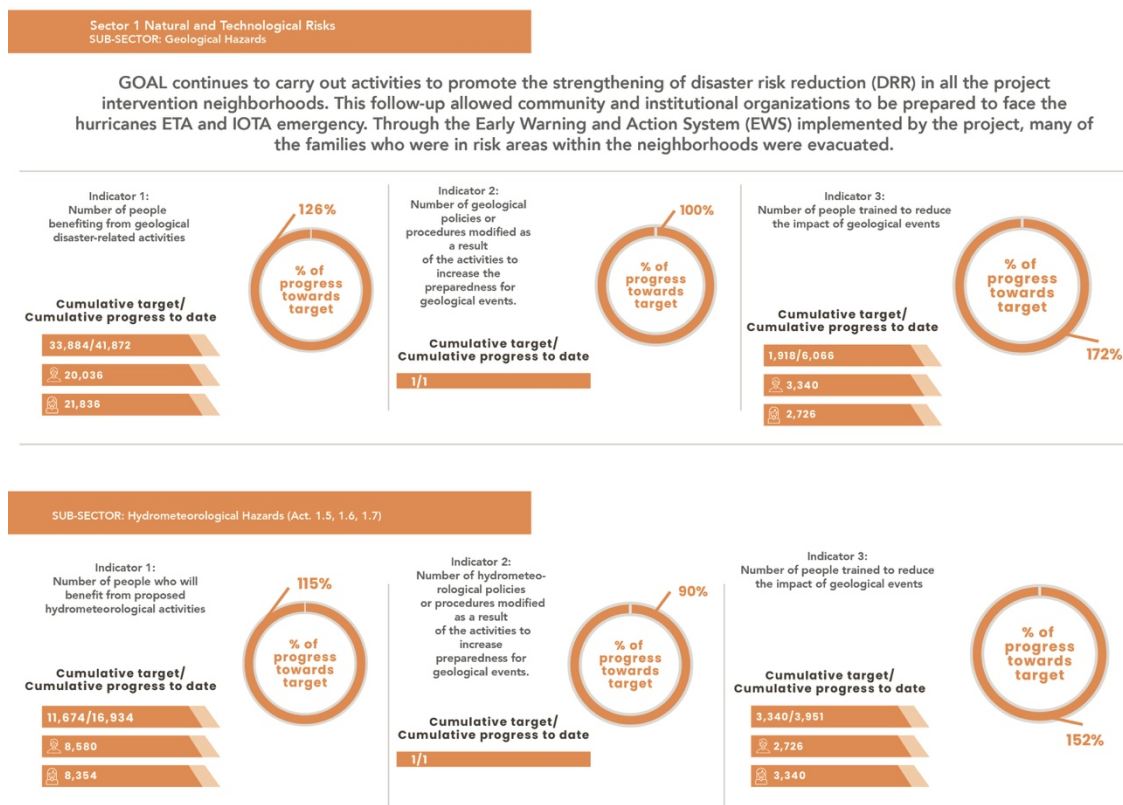 Sector 1 Natural and Technological Risks
SUB-SECTOR: Geological Hazards
GOAL continues to carry out activities to promote the strengthening of disaster risk reduction (DRR) in all the project
intervention neighborhoods. This follow-up allowed community and institutional organizations to be prepared to face the
hurricanes ETA and IOTA emergency. Through the Early Warning and Action System (EWS) implemented by the project, many of
the families who were in risk areas within the neighborhoods were evacuated.
Indicator 1:
Number of people
benefiting from geological
disaster-related activities
126%
% of
progress
towards
target
Cumulative target/
Cumulative progress to date
33,884/41,872
20,036
21,836
Indicator 2:
Number of geological
policies or
procedures modified as
a result
of the activities to
increase the
preparedness for
geological events.
100%
% of
progress
towards
target
Cumulative target/
Cumulative progress to date
1/1
Indicator 3:
Number of people trained to reduce
the impact of geological events
% of
progress
towards
target
172%
Cumulative target/
Cumulative progress to date
1,918/6,066
3,340
2,726
SUB-SECTOR: Hydrometeorological Hazards (Act. 1.5, 1.6, 1.7)
Indicator 1:
Number of people who will
benefit from proposed
hydrometeorological activities
115%
% of
progress
towards
target
Cumulative target/
Cumulative progress to date
11,674/16,934
8,580
8,354
Indicator 2:
Number of hydrometeo-
rological policies
or procedures modified
as a result
of the activities to
increase
preparedness for
geological events.
90%
% of
progress
towards
target
Cumulative target/
Cumulative progress to date
1/1
Indicator 3:
Number of people trained to reduce
the impact of geological events
% of
progress
towards
target
152%
Cumulative target/
Cumulative progress to date
3,340/3,951
2,726
3,340